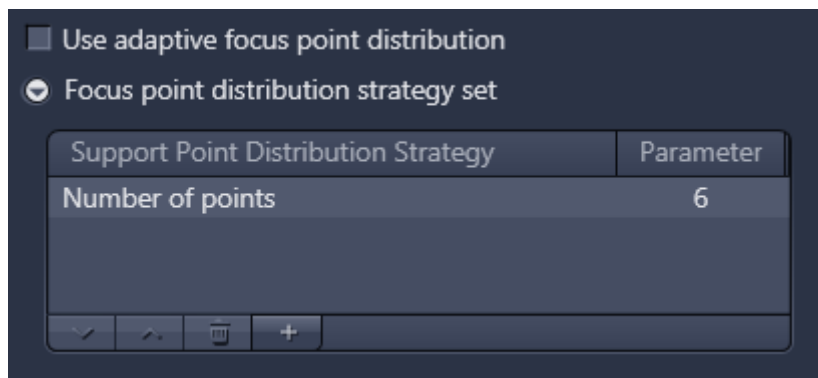 Use adaptive focus point distribution
Focus point distribution strategy set
Support Point Distribution Strategy Parameter
Number of points 6